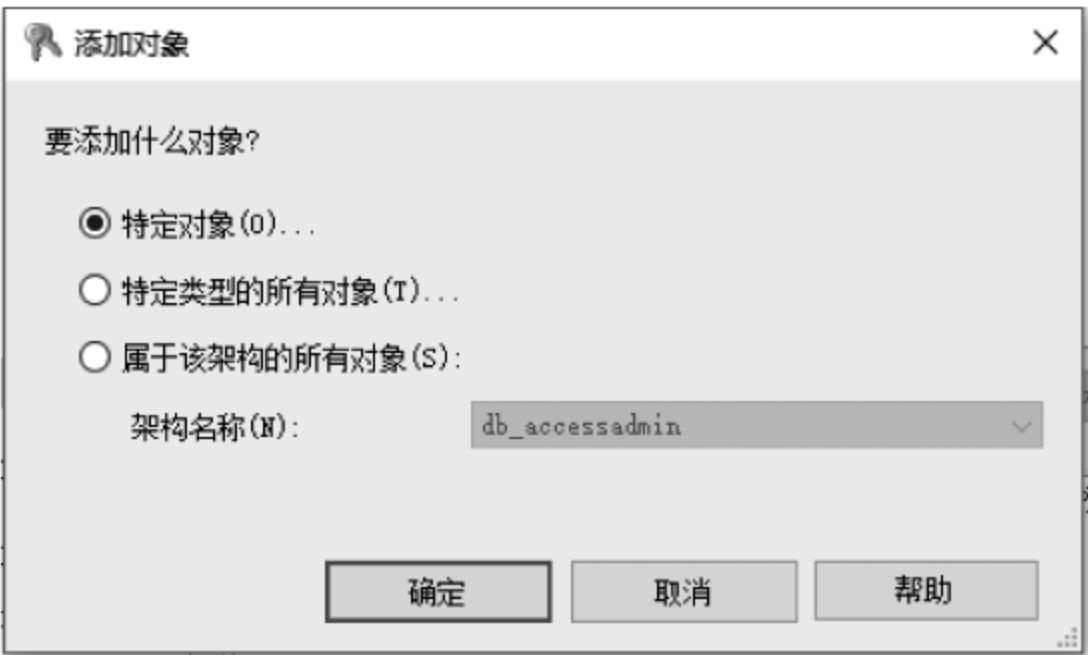 添加对象
要添加什么对象?
特定对象(O)...
特定类型的所有对象(T)...
属于该架构的所有对象(S):
架构名称(N): db_accessadmin
确定 取消 帮助